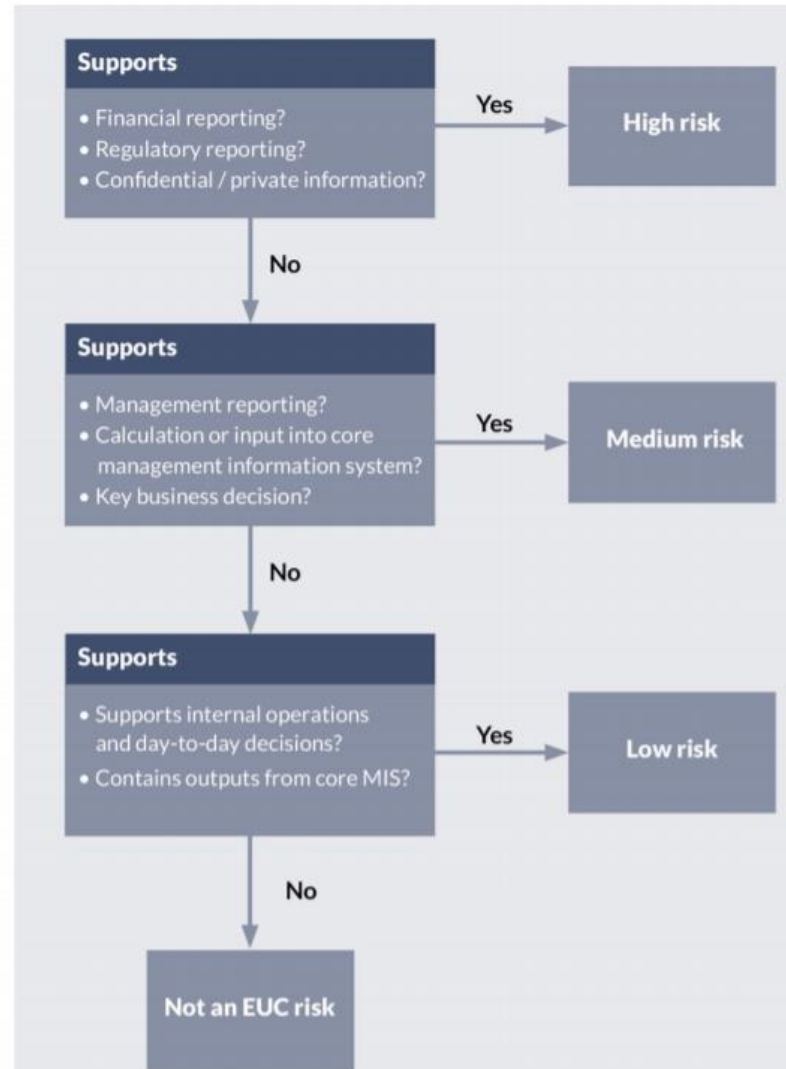 Supports
• Financial reporting?
• Regulatory reporting?
• Confidential / private information?
Yes
High risk
No
Supports
• Management reporting?
• Calculation or input into core
management information system?
• Key business decision?
Yes
Medium risk
No
Supports
• Supports internal operations
and day-to-day decisions?
• Contains outputs from core MIS?
Yes
Low risk
No
Not an EUC risk